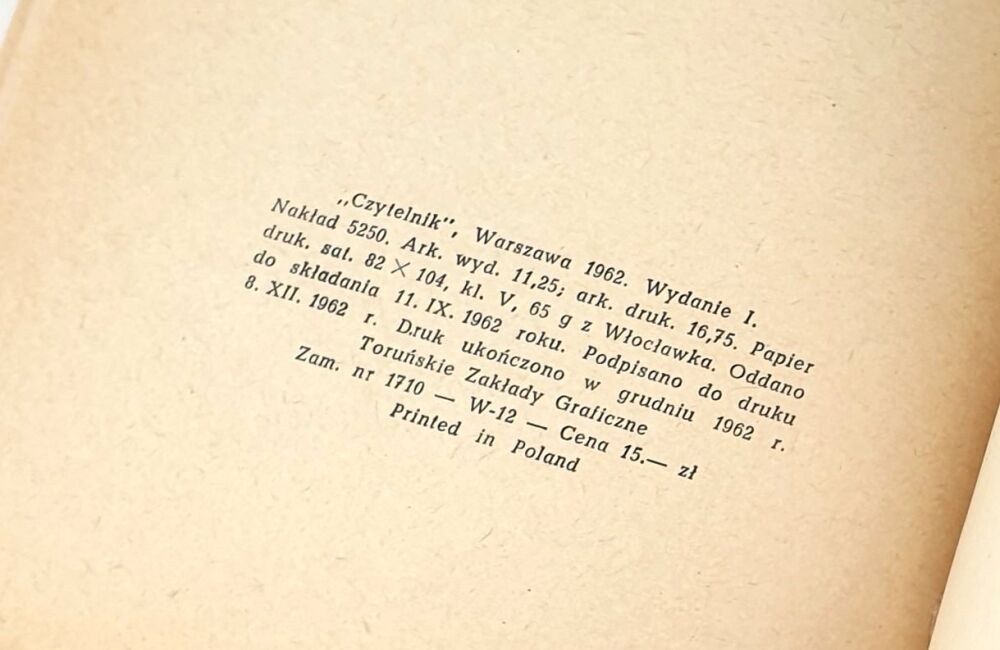 „Czytelnik”, Warszawa 1962. Wydanie I.
Nakład 5250. Ark. wyd. 11,25; ark. druk. 16,75. Papier
druk. sat. 82 × 104, kl. V, 65 g z Włocławka. Oddano
do składania 11. IX. 1962 roku. Podpisano do druku
8. XII. 1962 r. Druk ukończono w grudniu 1962 r.
Toruńskie Zakłady Graficzne
Zam. nr 1710 — W-12 — Cena 15.— zł
Printed in Poland